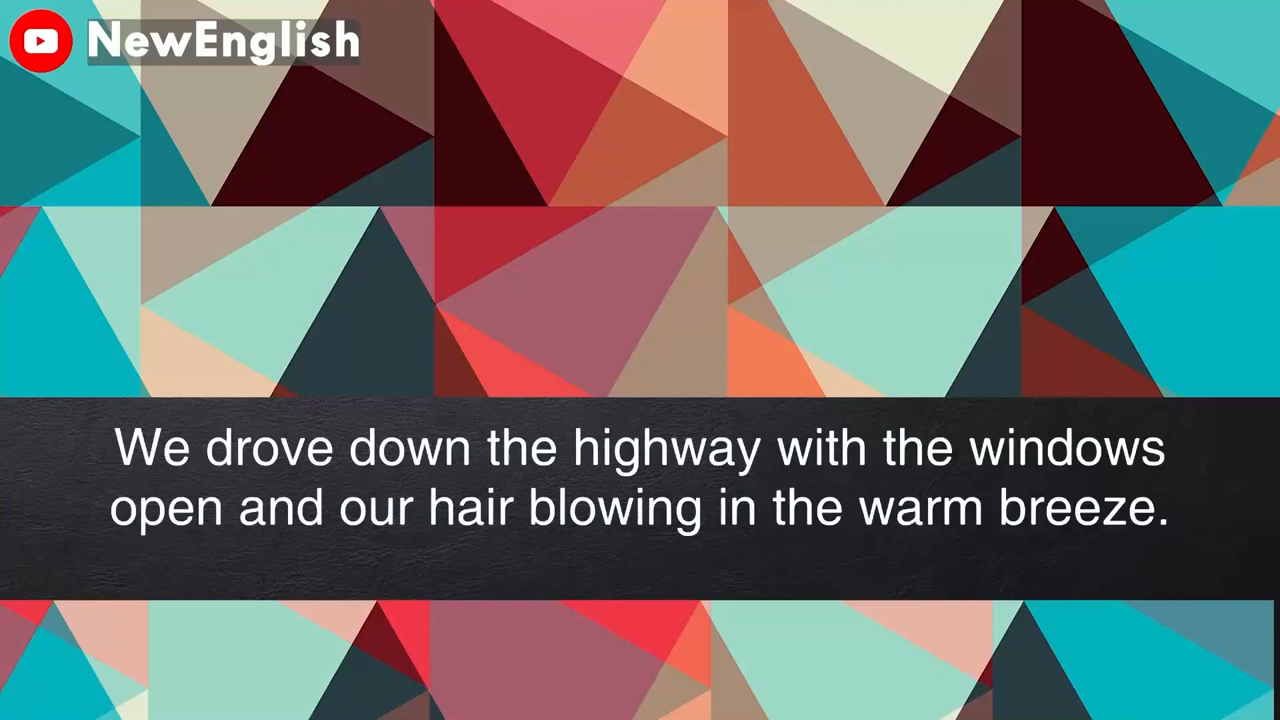 NewEnglish
We drove down the highway with the windows
open and our hair blowing in the warm breeze.